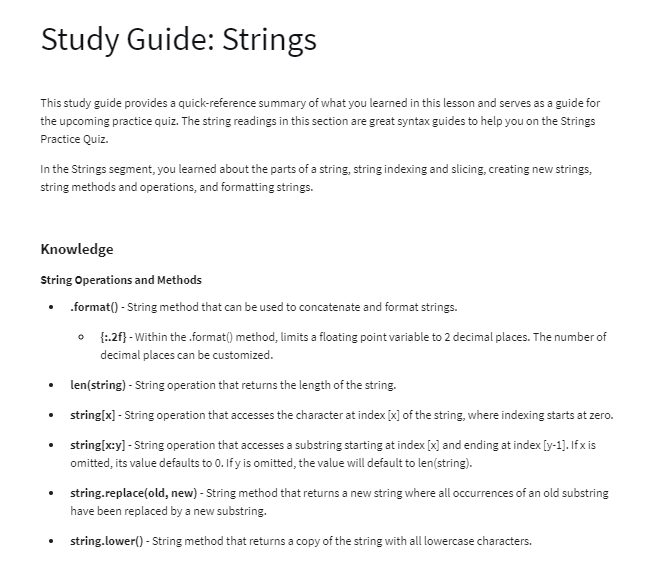 Study Guide: Strings
This study guide provides a quick-reference summary of what you learned in this lesson and serves as a guide for
the upcoming practice quiz. The string readings in this section are great syntax guides to help you on the Strings
Practice Quiz.
In the Strings segment, you learned about the parts of a string, string indexing and slicing, creating new strings,
string methods and operations, and formatting strings.
Knowledge
String Operations and Methods
• .format() - String method that can be used to concatenate and format strings.
○ {:.2f} - Within the .format() method, limits a floating point variable to 2 decimal places. The number of
decimal places can be customized.
• len(string) - String operation that returns the length of the string.
• string[x] - String operation that accesses the character at index [x] of the string, where indexing starts at zero.
• string[x:y] - String operation that accesses a substring starting at index [x] and ending at index [y-1]. If x is
omitted, its value defaults to 0. If y is omitted, the value will default to len(string).
• string.replace(old, new) - String method that returns a new string where all occurrences of an old substring
have been replaced by a new substring.
• string.lower() - String method that returns a copy of the string with all lowercase characters.